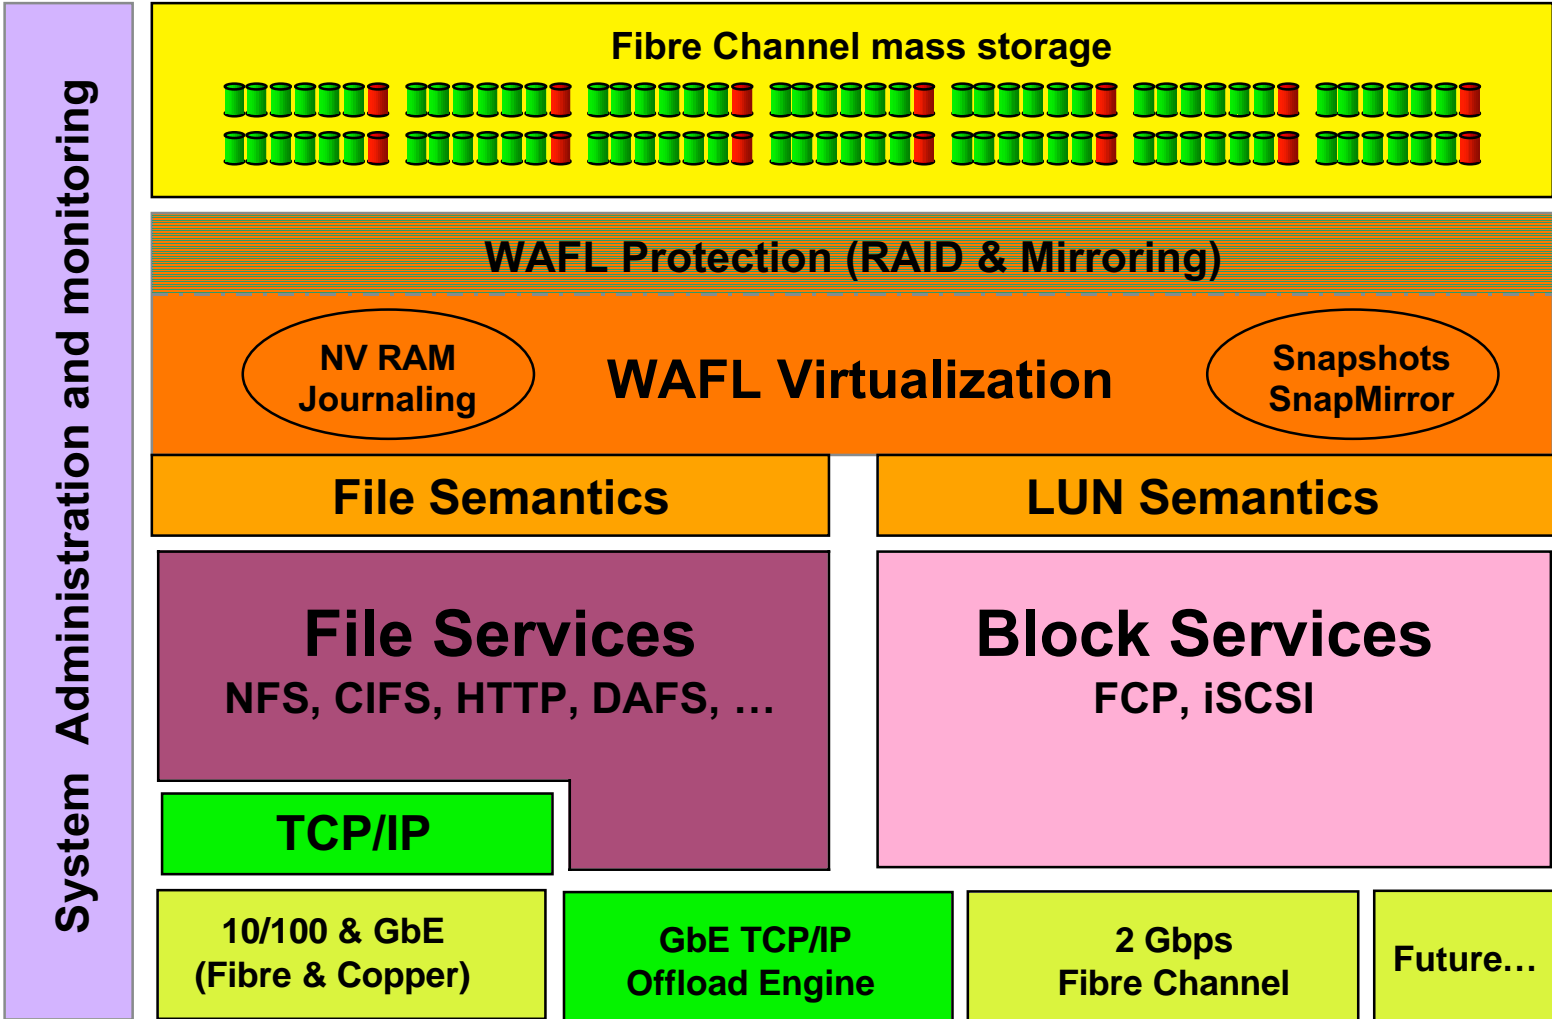 System Administration and monitoring
Fibre Channel mass storage
WAFL Protection (RAID & Mirroring)
NV RAM
Journaling
WAFL Virtualization
Snapshots
SnapMirror
File Semantics
LUN Semantics
File Services
NFS, CIFS, HTTP, DAFS, …
Block Services
FCP, iSCSI
TCP/IP
10/100 & GbE
(Fibre & Copper)
GbE TCP/IP
Offload Engine
2 Gbps
Fibre Channel
Future…